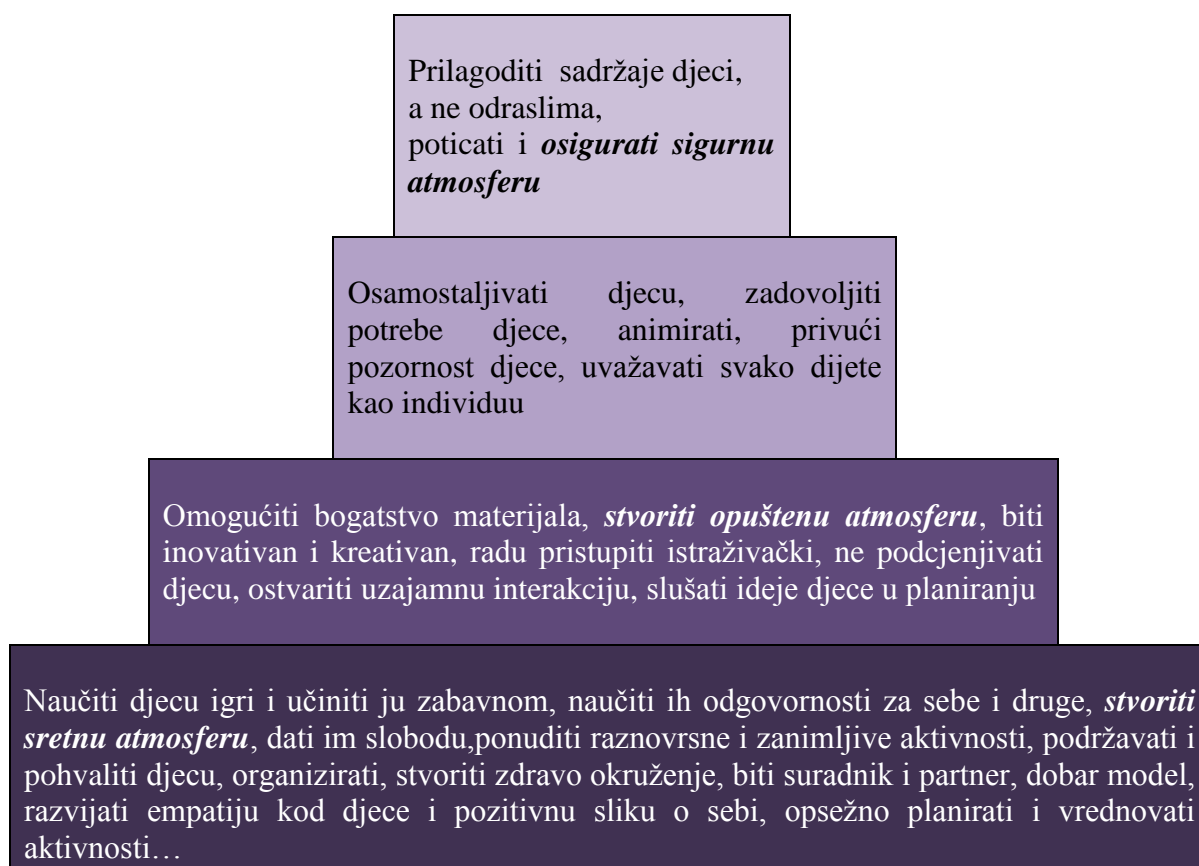 Prilagoditi sadržaje djeci,
a ne odraslima,
poticati i osigurati sigurnu
atmosferu
Osamostaljivati djecu, zadovoljiti
potrebe djece, animirati, privući
pozornost djece, uvažavati svako dijete
kao individuu
Omogućiti bogatstvo materijala, stvoriti opuštenu atmosferu, biti
inovativan i kreativan, radu pristupiti istraživački, ne podcjenjivati
djecu, ostvariti uzajamnu interakciju, slušati ideje djece u planiranju
Naučiti djecu igri i učiniti ju zabavnom, naučiti ih odgovornosti za sebe i druge, stvoriti
sretnu atmosferu, dati im slobodu,ponuditi raznovrsne i zanimljive aktivnosti, podržavati i
pohvaliti djecu, organizirati, stvoriti zdravo okruženje, biti suradnik i partner, dobar model,
razvijati empatiju kod djece i pozitivnu sliku o sebi, opsežno planirati i vrednovati
aktivnosti…